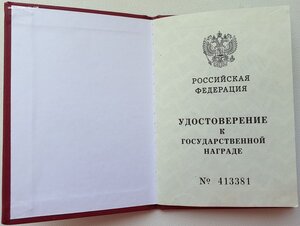 РОССИЙСКАЯ
ФЕДЕРАЦИЯ
УДОСТОВЕРЕНИЕ
К
ГОСУДАРСТВЕННОЙ
НАГРАДЕ
№ 413381